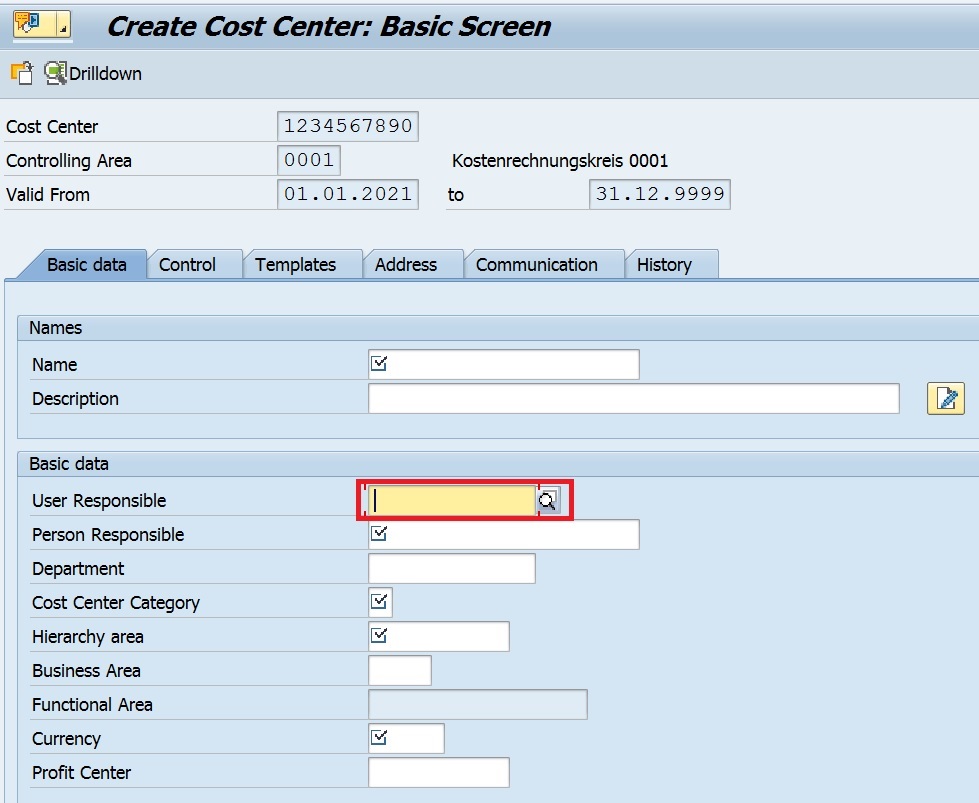 Create Cost Center: Basic Screen
Drilldown
Cost Center 1234567890
Controlling Area 0001 Kostenrechnungskreis 0001
Valid From 01.01.2021 to 31.12.9999
Basic data Control Templates Address Communication History
Names
Name
Description
Basic data
User Responsible
Person Responsible
Department
Cost Center Category
Hierarchy area
Business Area
Functional Area
Currency
Profit Center